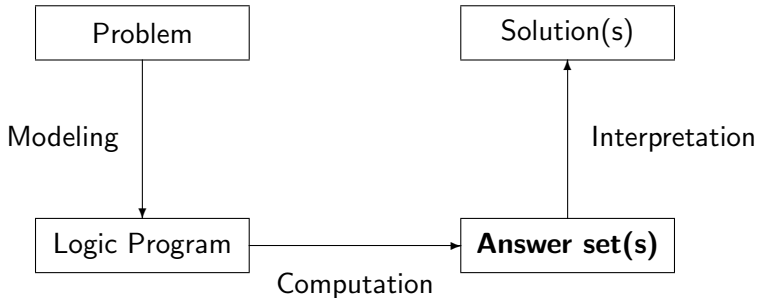 Problem
Solution(s)
Modeling
Interpretation
Logic Program
Answer set(s)
Computation